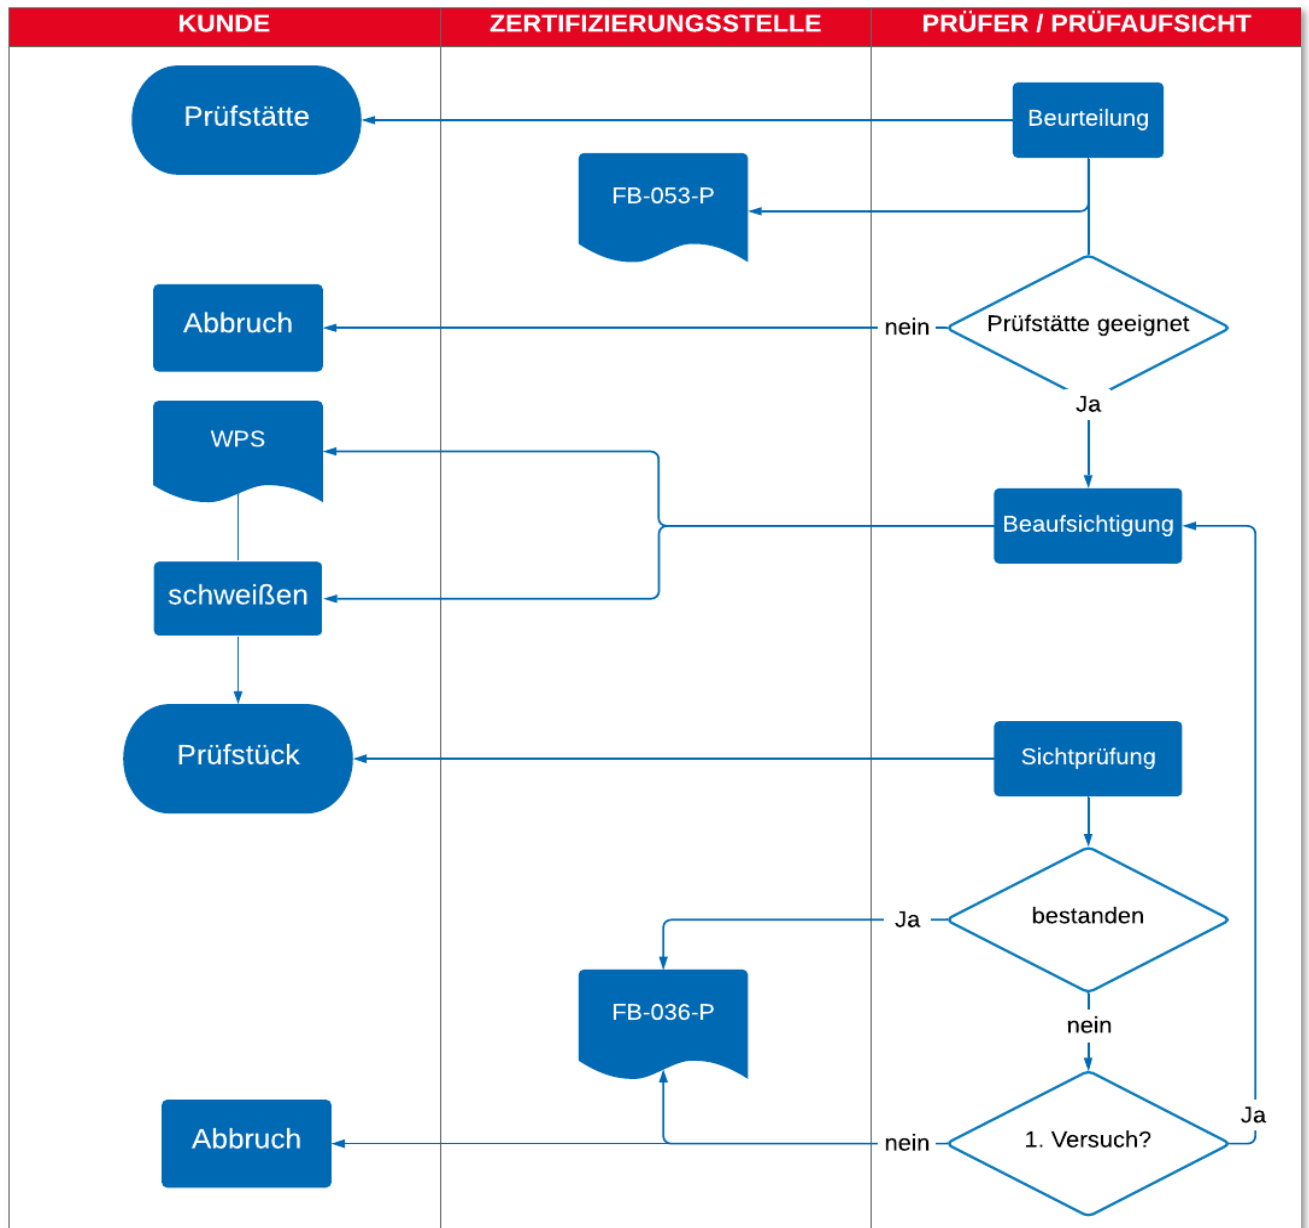 KUNDE
ZERTIFIZIERUNGSSTELLE
PRÜFER / PRÜFAUFSICHT
Prüfstätte
Beurteilung
FB-053-P
Abbruch
nein
Prüfstätte geeignet
Ja
WPS
Beaufsichtigung
schweißen
Prüfstück
Sichtprüfung
Ja
bestanden
FB-036-P
nein
Abbruch
nein
1. Versuch?
Ja